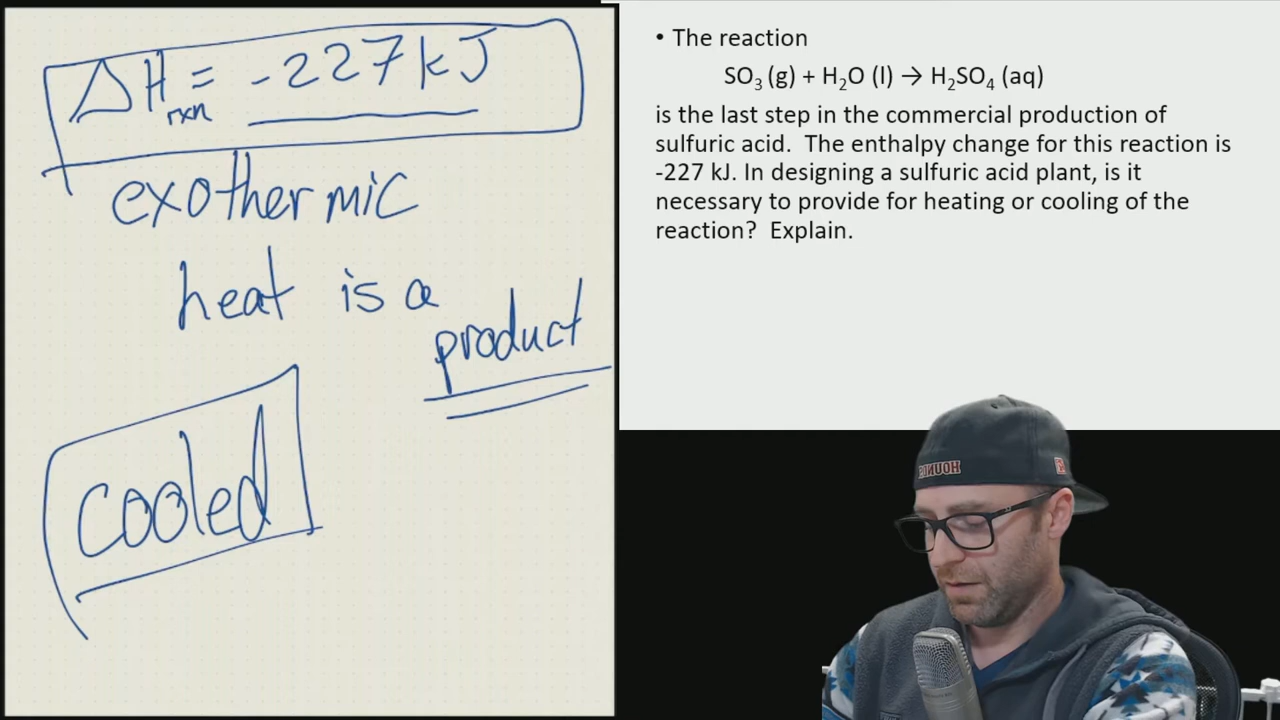 ΔH = -227 kJ
rxn
exothermic
heat is a
product
cooled
• The reaction
SO₃ (g) + H₂O (l) → H₂SO₄ (aq)
is the last step in the commercial production of
sulfuric acid. The enthalpy change for this reaction is
-227 kJ. In designing a sulfuric acid plant, is it
necessary to provide for heating or cooling of the
reaction? Explain.
HOUNDS